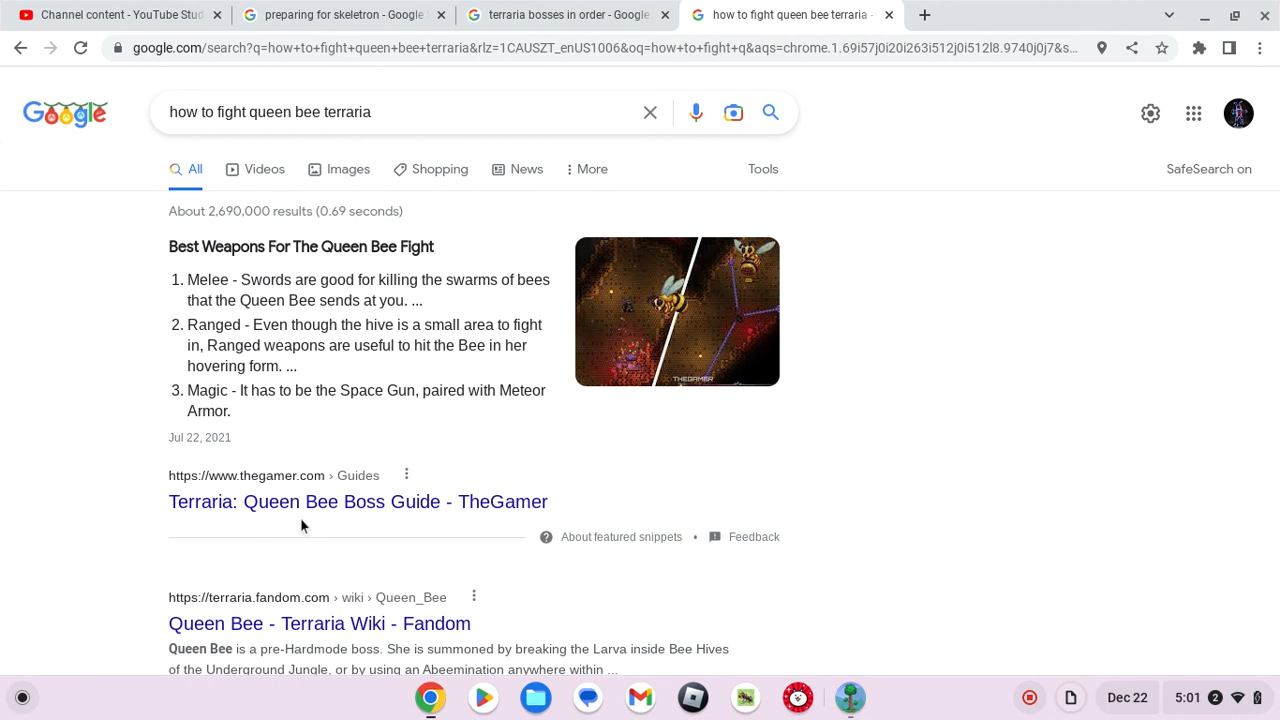 Channel content - YouTube Stud
preparing for skeletron - Google
terraria bosses in order - Google
how to fight queen bee terraria -
google.com/search?q=how+to+fight+queen+bee+terraria&rlz=1CAUSZT_enUS1006&oq=how+to+fight+q&aqs=chrome.1.69i57j0i20i263i512j0i512l8.9740j0j7&s...
Google
how to fight queen bee terraria
All
Videos
Images
Shopping
News
More
Tools
SafeSearch on
About 2,690,000 results (0.69 seconds)
Best Weapons For The Queen Bee Fight
1. Melee - Swords are good for killing the swarms of bees
that the Queen Bee sends at you. ...
2. Ranged - Even though the hive is a small area to fight
in, Ranged weapons are useful to hit the Bee in her
hovering form. ...
3. Magic - It has to be the Space Gun, paired with Meteor
Armor.
THEGAMER
Jul 22, 2021
https://www.thegamer.com › Guides
Terraria: Queen Bee Boss Guide - TheGamer
About featured snippets • Feedback
https://terraria.fandom.com › wiki › Queen_Bee
Queen Bee - Terraria Wiki - Fandom
Queen Bee is a pre-Hardmode boss. She is summoned by breaking the Larva inside Bee Hives
of the Underground Jungle, or by using an Abeemination anywhere within ...
Dec 22
5:01
2